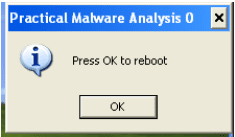 Practical Malware Analysis 0
Press OK to reboot
OK